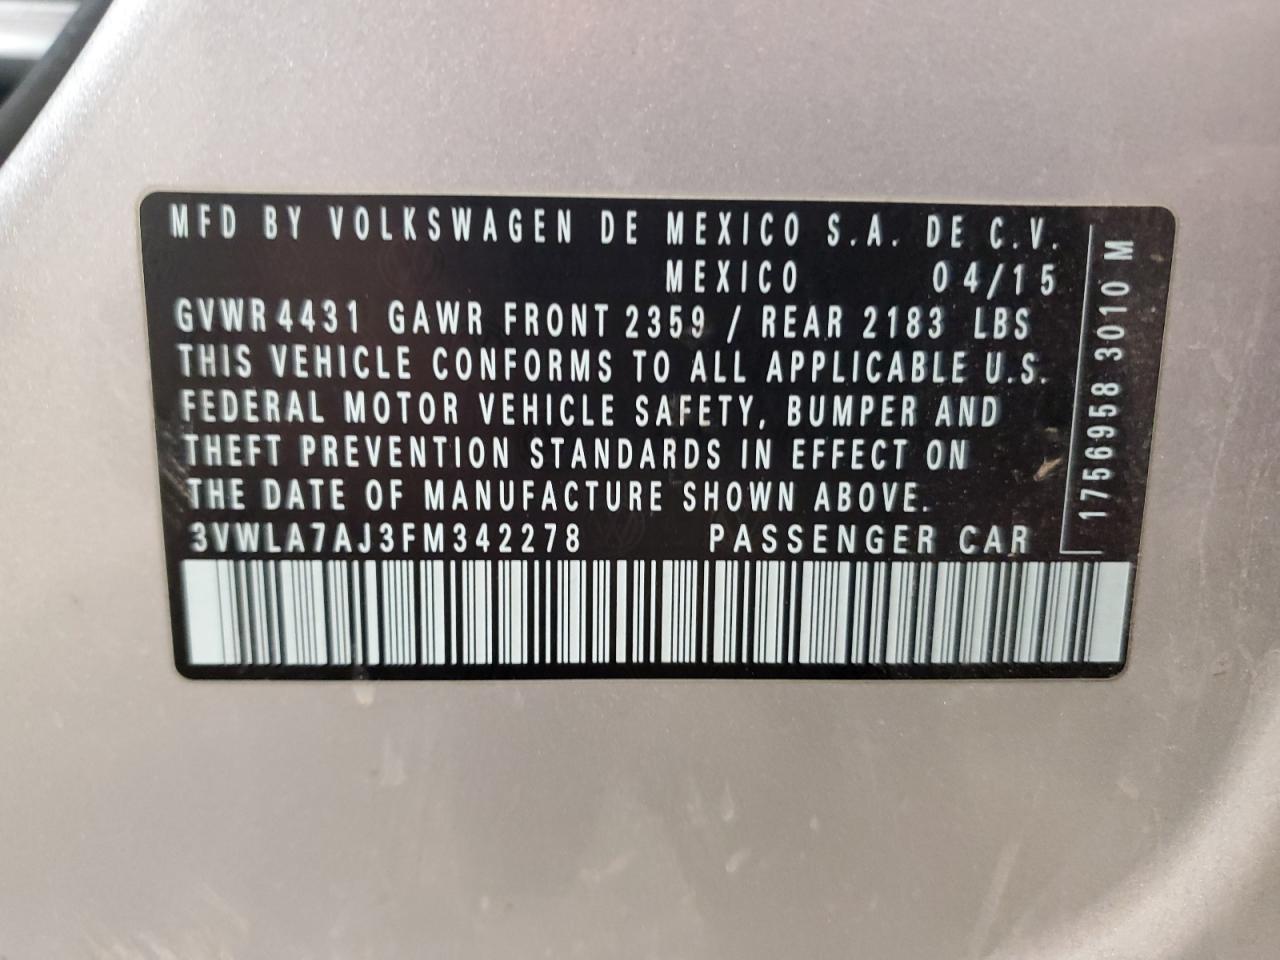 MFD BY VOLKSWAGEN DE MEXICO S.A. DE C.V.
MEXICO 04/15
GVWR 4431 GAWR FRONT 2359 / REAR 2183 LBS
THIS VEHICLE CONFORMS TO ALL APPLICABLE U.S.
FEDERAL MOTOR VEHICLE SAFETY, BUMPER AND
THEFT PREVENTION STANDARDS IN EFFECT ON
THE DATE OF MANUFACTURE SHOWN ABOVE.
3VWLA7AJ3FM342278 PASSENGER CAR
1756958 3010 M